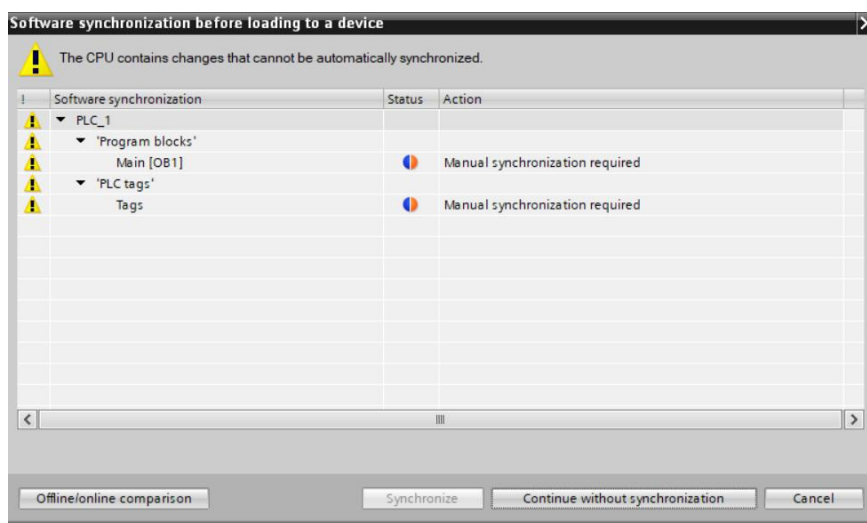 Software synchronization before loading to a device
The CPU contains changes that cannot be automatically synchronized.
! Software synchronization Status Action
PLC_1
'Program blocks'
Main [OB1] Manual synchronization required
'PLC tags'
Tags Manual synchronization required
Offline/online comparison Synchronize Continue without synchronization Cancel